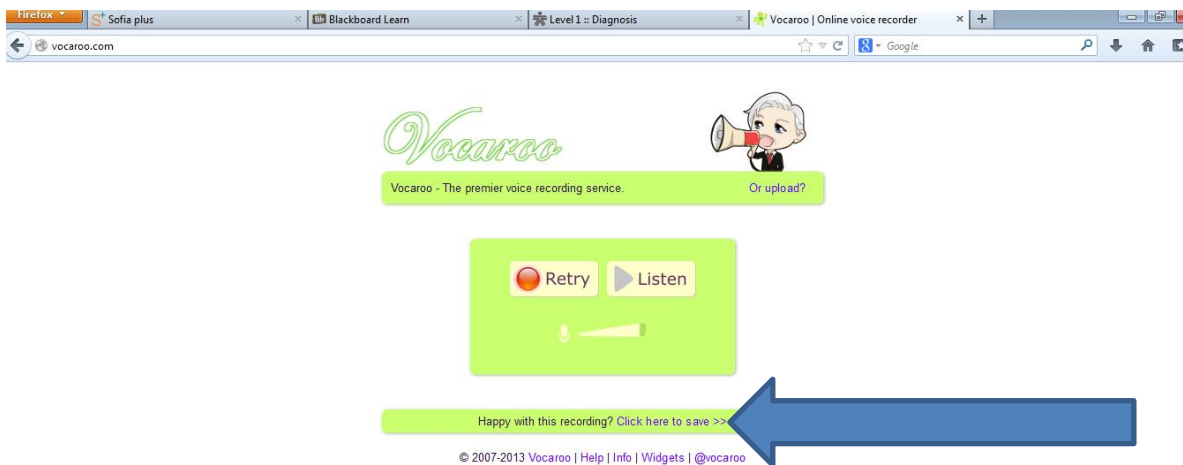 Firefox
S+ Sofia plus
Bb Blackboard Learn
Level 1 :: Diagnosis
Vocaroo | Online voice recorder
vocaroo.com
Google
Vocaroo
Vocaroo - The premier voice recording service.
Or upload?
Retry
Listen
Happy with this recording? Click here to save >>
© 2007-2013 Vocaroo | Help | Info | Widgets | @vocaroo